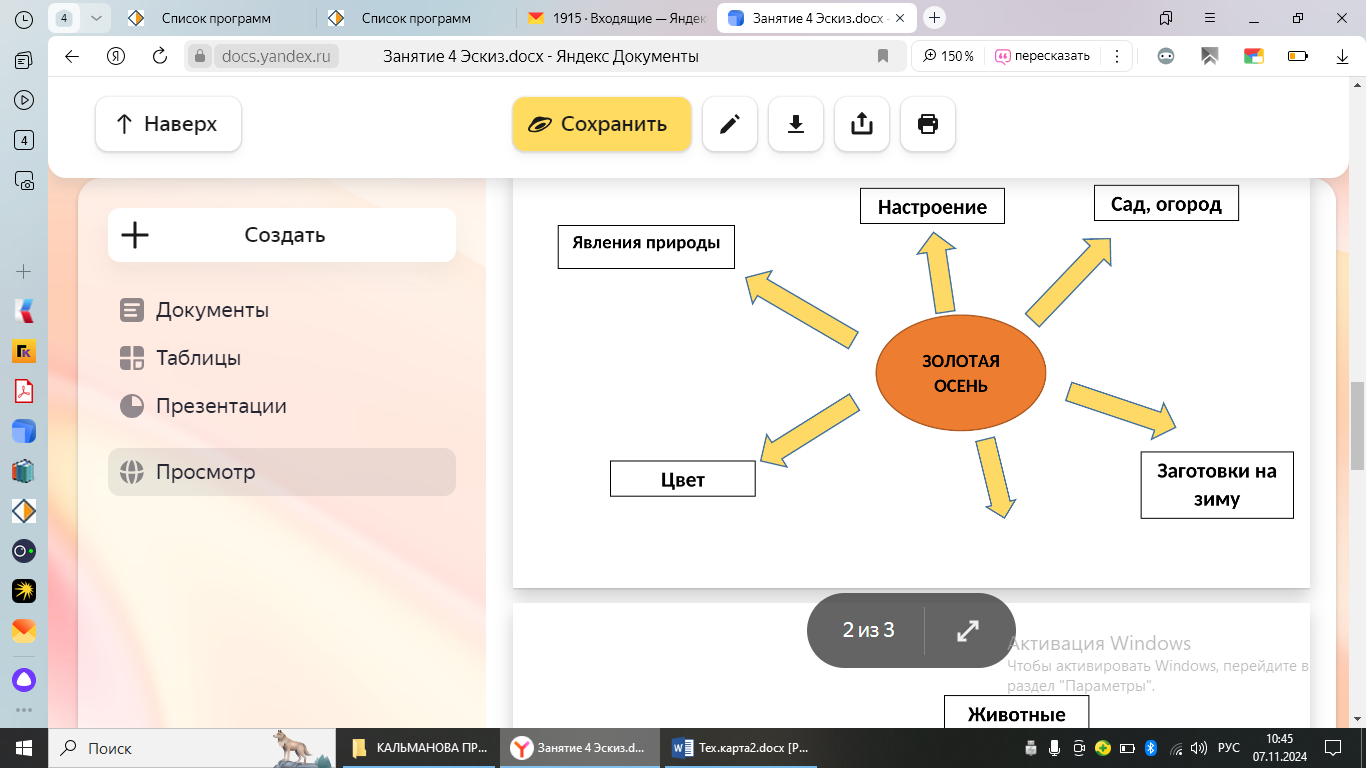 4
Список программ
Список программ
1915 · Входящие — Яндек
Занятие 4 Эскиз.docx -
docs.yandex.ru
Занятие 4 Эскиз.docx - Яндекс Документы
150 %
пересказать
4
Наверх
Сохранить
Создать
Документы
Таблицы
Презентации
Просмотр
Настроение
Сад, огород
Явления природы
ЗОЛОТАЯ
ОСЕНЬ
Цвет
Заготовки на
зиму
2 из 3
Активация Windows
Чтобы активировать Windows, перейдите в
раздел "Параметры".
Животные
Поиск
КАЛЬМАНОВА ПР...
Занятие 4 Эскиз.d...
Тех.карта2.docx [P...
РУС
10:45
07.11.2024